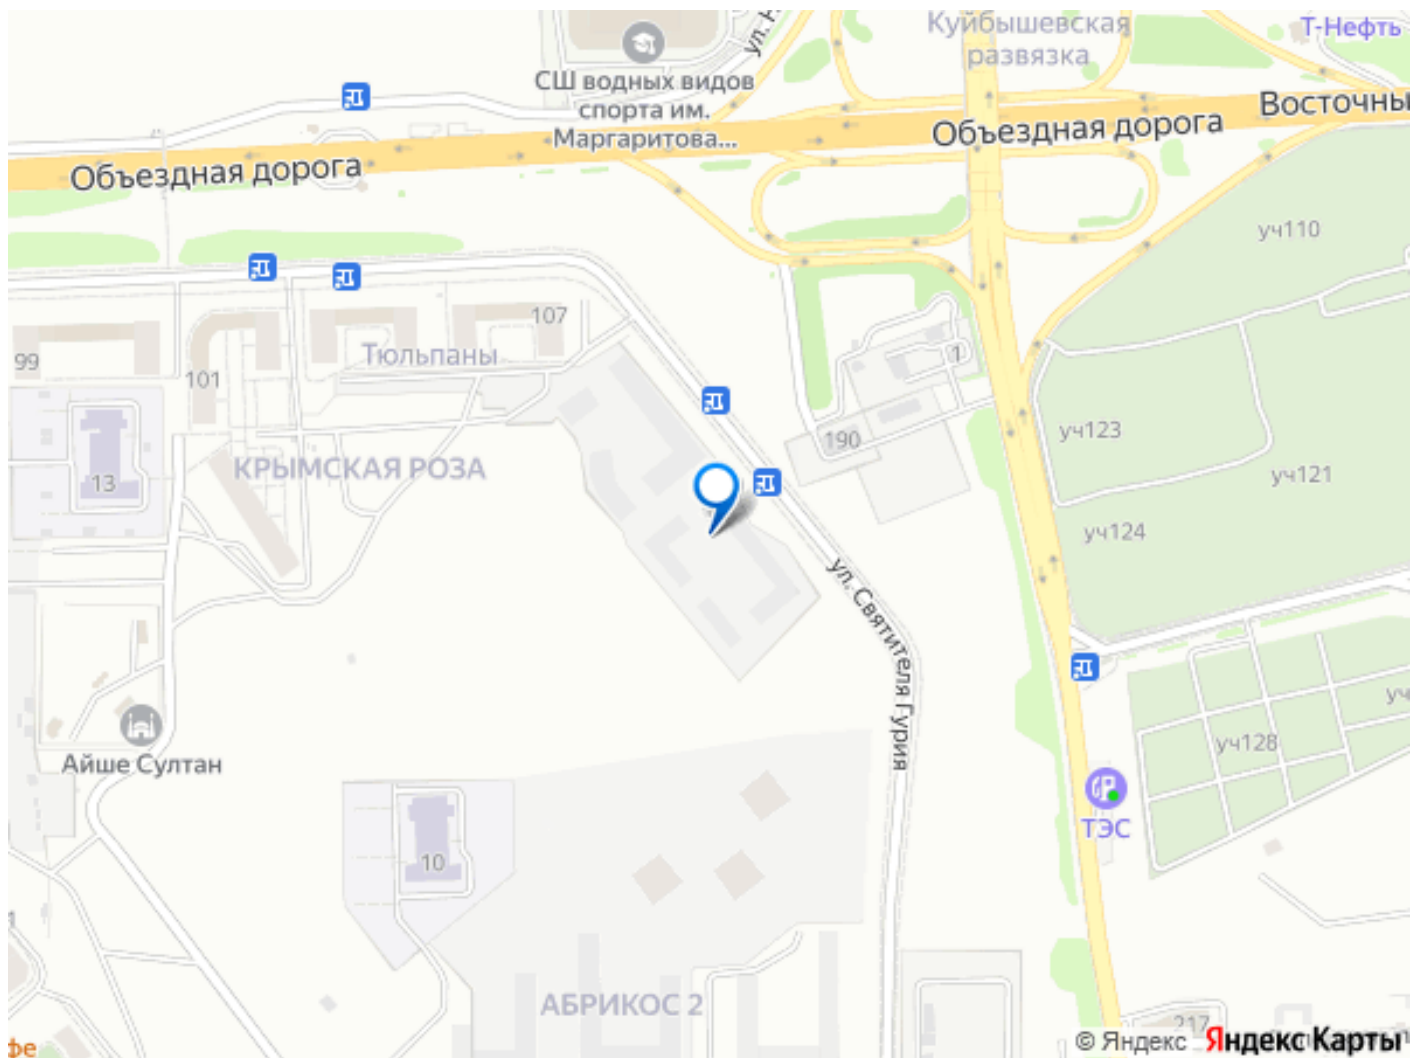 Куйбышевская
развязка
Т-Нефть
СШ водных видов
спорта им.
Маргаритова...
Объездная дорога
Объездная дорога
Восточны
уч110
107
Тюльпаны
99
101
1
190
уч123
КРЫМСКАЯ РОЗА
13
уч121
уч124
ул. Святителя Гурия
Айше Султан
уч128
ТЭС
10
АБРИКОС 2
217
фе
© Яндекс
Яндекс Карты